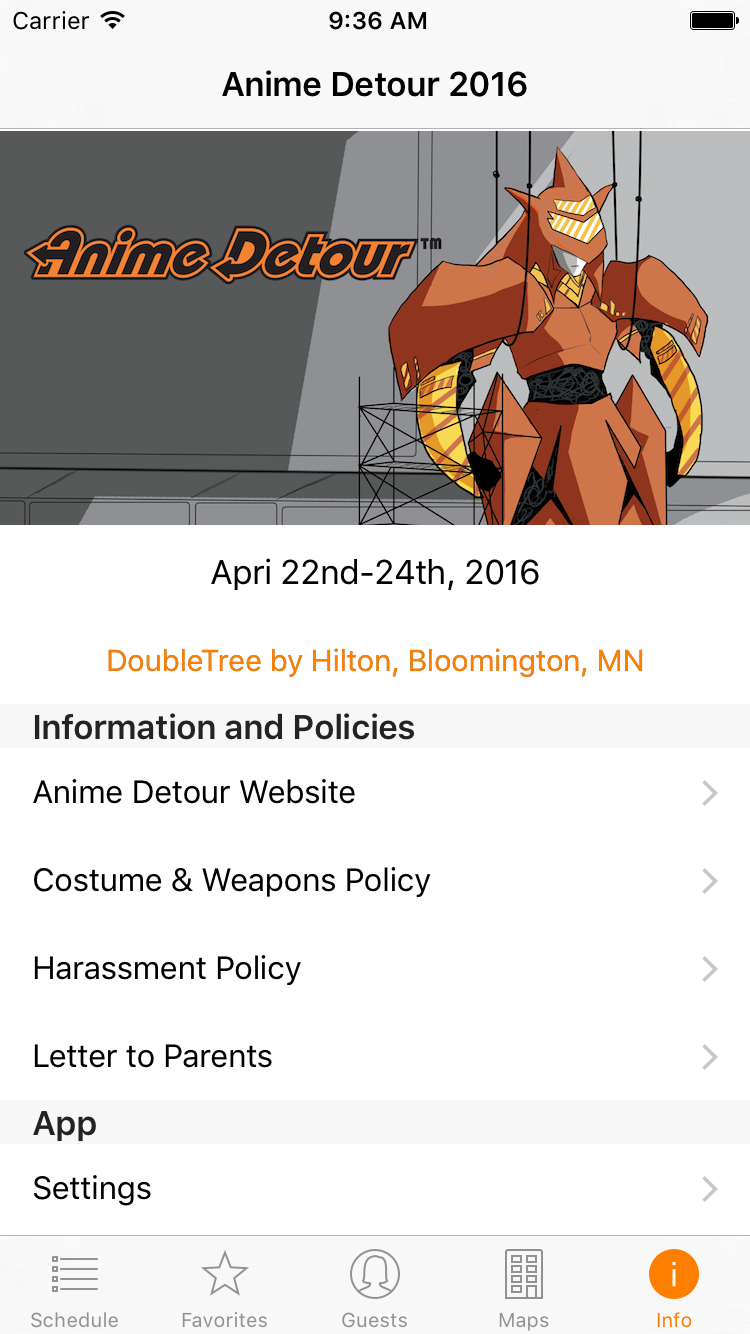 Carrier 9:36 AM
Anime Detour 2016
Anime Detour™
Apri 22nd-24th, 2016
DoubleTree by Hilton, Bloomington, MN
Information and Policies
Anime Detour Website
Costume & Weapons Policy
Harassment Policy
Letter to Parents
App
Settings
Schedule Favorites Guests Maps Info